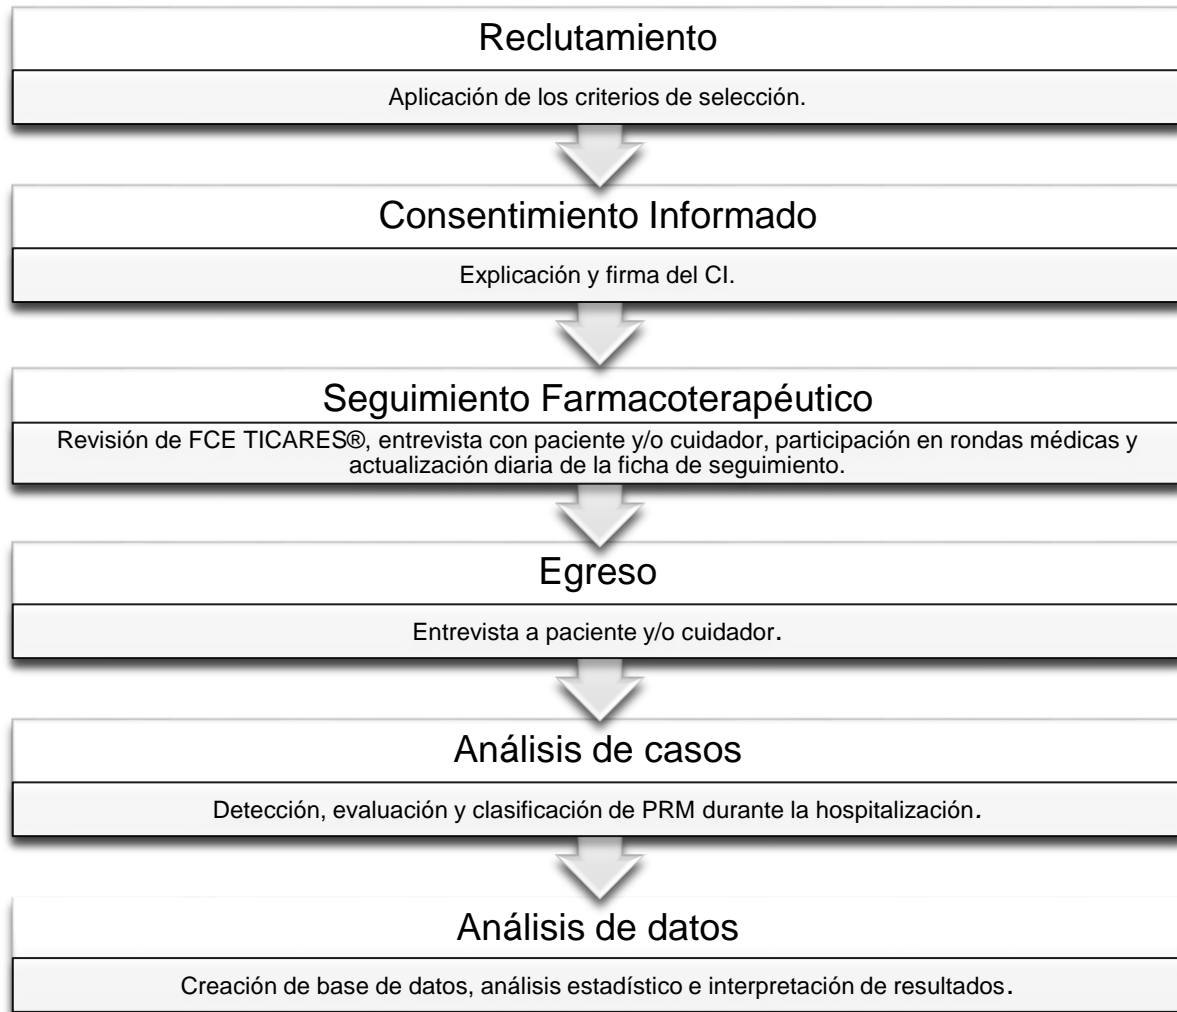 Reclutamiento
Aplicación de los criterios de selección.
Consentimiento Informado
Explicación y firma del CI.
Seguimiento Farmacoterapéutico
Revisión de FCE TICARES®, entrevista con paciente y/o cuidador, participación en rondas médicas y
actualización diaria de la ficha de seguimiento.
Egreso
Entrevista a paciente y/o cuidador.
Análisis de casos
Detección, evaluación y clasificación de PRM durante la hospitalización.
Análisis de datos
Creación de base de datos, análisis estadístico e interpretación de resultados.